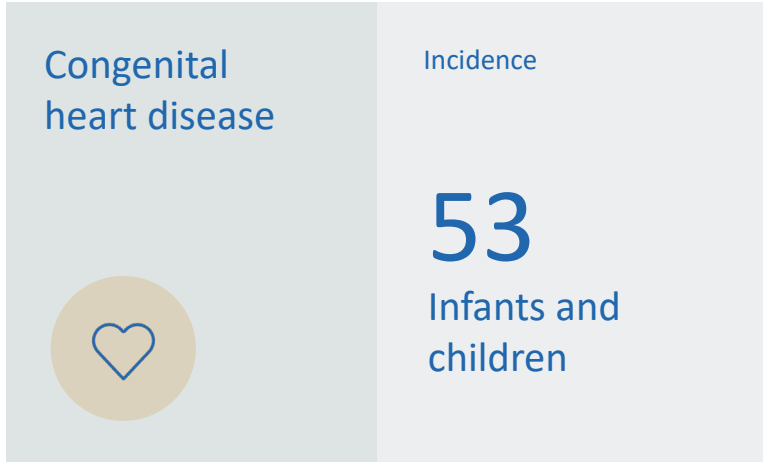 Congenital
heart disease
Incidence
53
Infants and
children